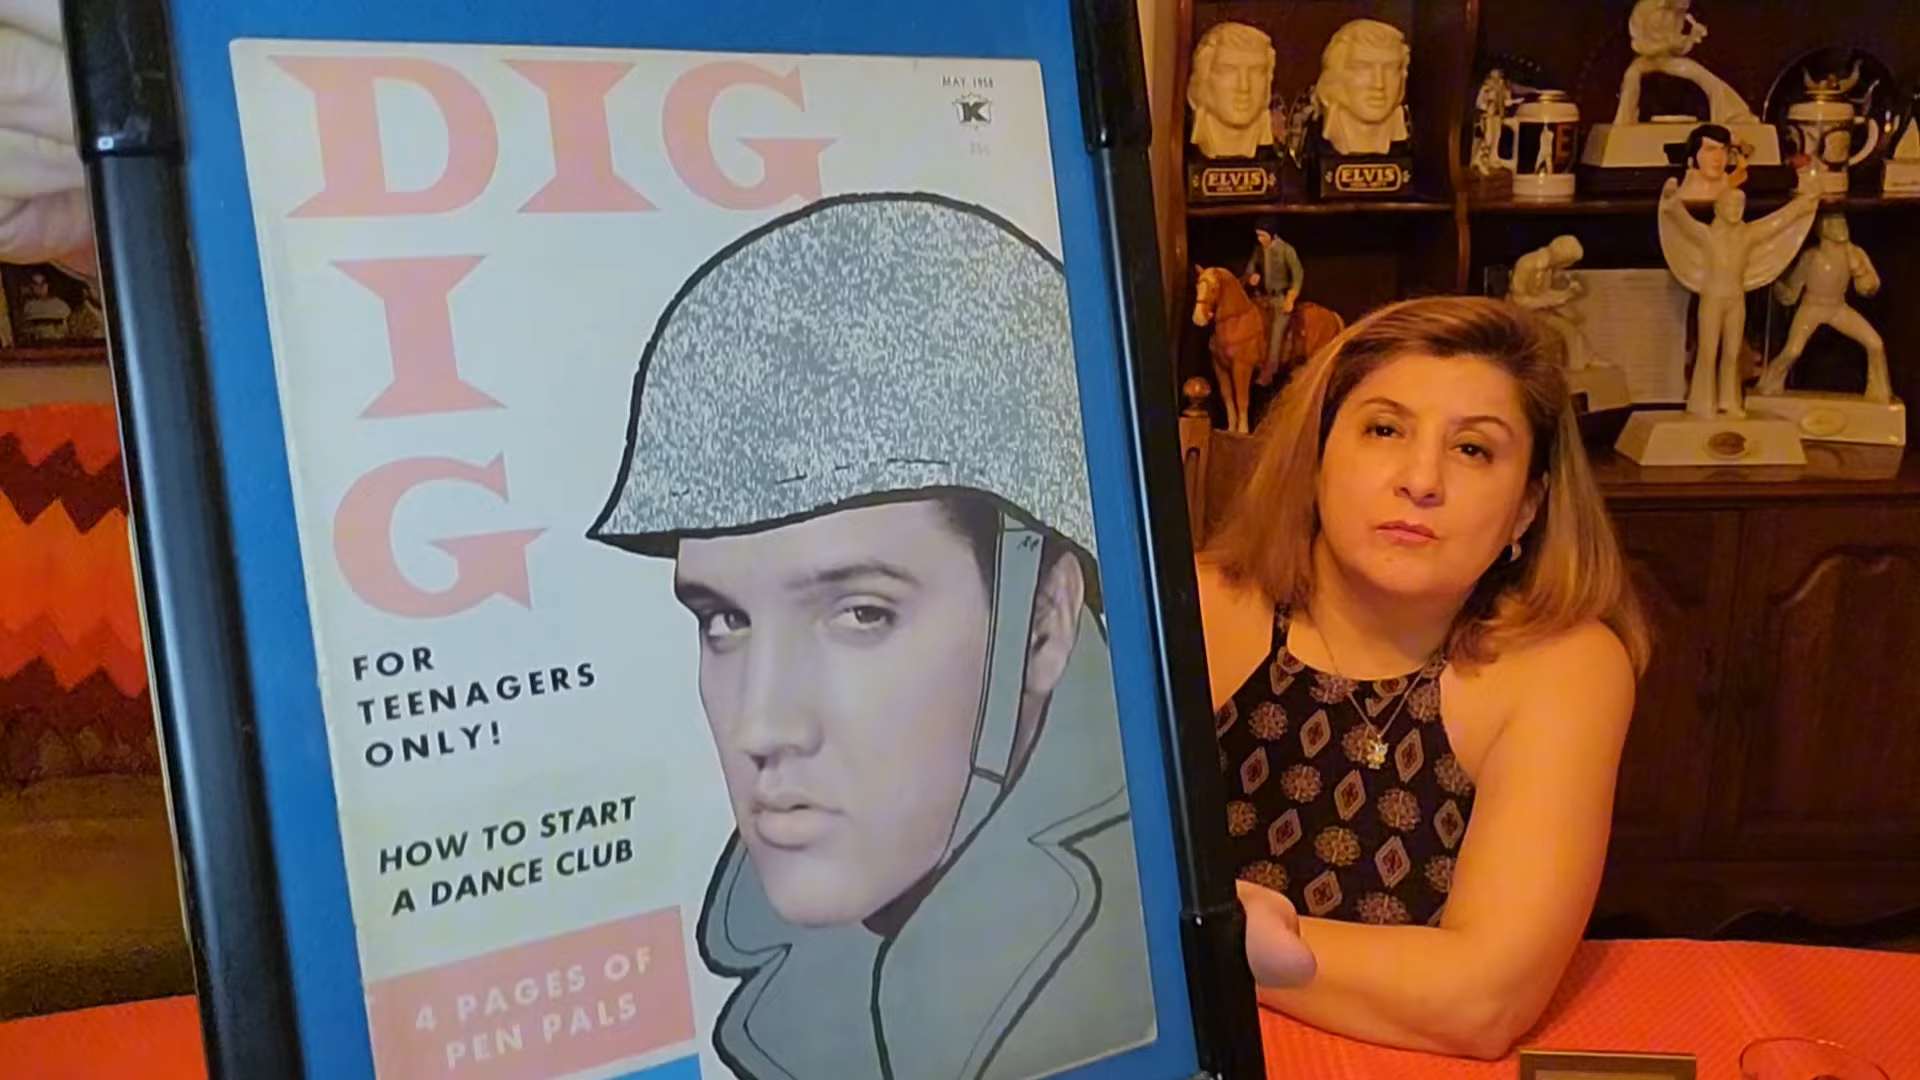 DIG
MAY 1958
K
35¢
I
G
FOR
TEENAGERS
ONLY!
HOW TO START
A DANCE CLUB
4 PAGES OF
PEN PALS
ELVIS
ELVIS